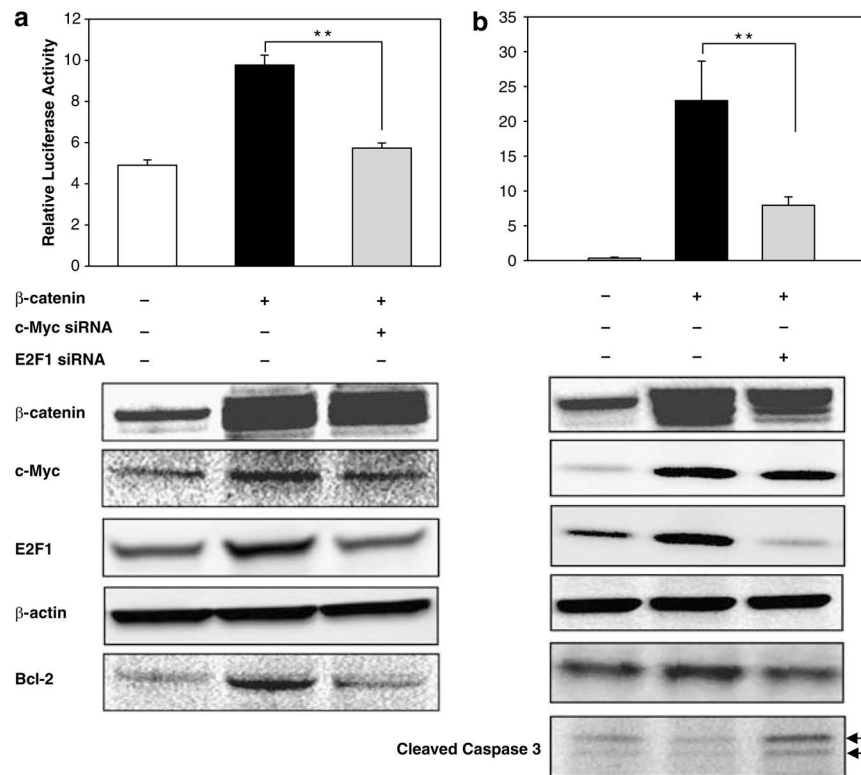 a
b
Relative Luciferase Activity
12
10
8
6
4
2
0
**
35
30
25
20
15
10
5
0
**
β-catenin – + + – + +
c-Myc siRNA – – + – – –
E2F1 siRNA – – – – – +
β-catenin
c-Myc
E2F1
β-actin
Bcl-2
Cleaved Caspase 3